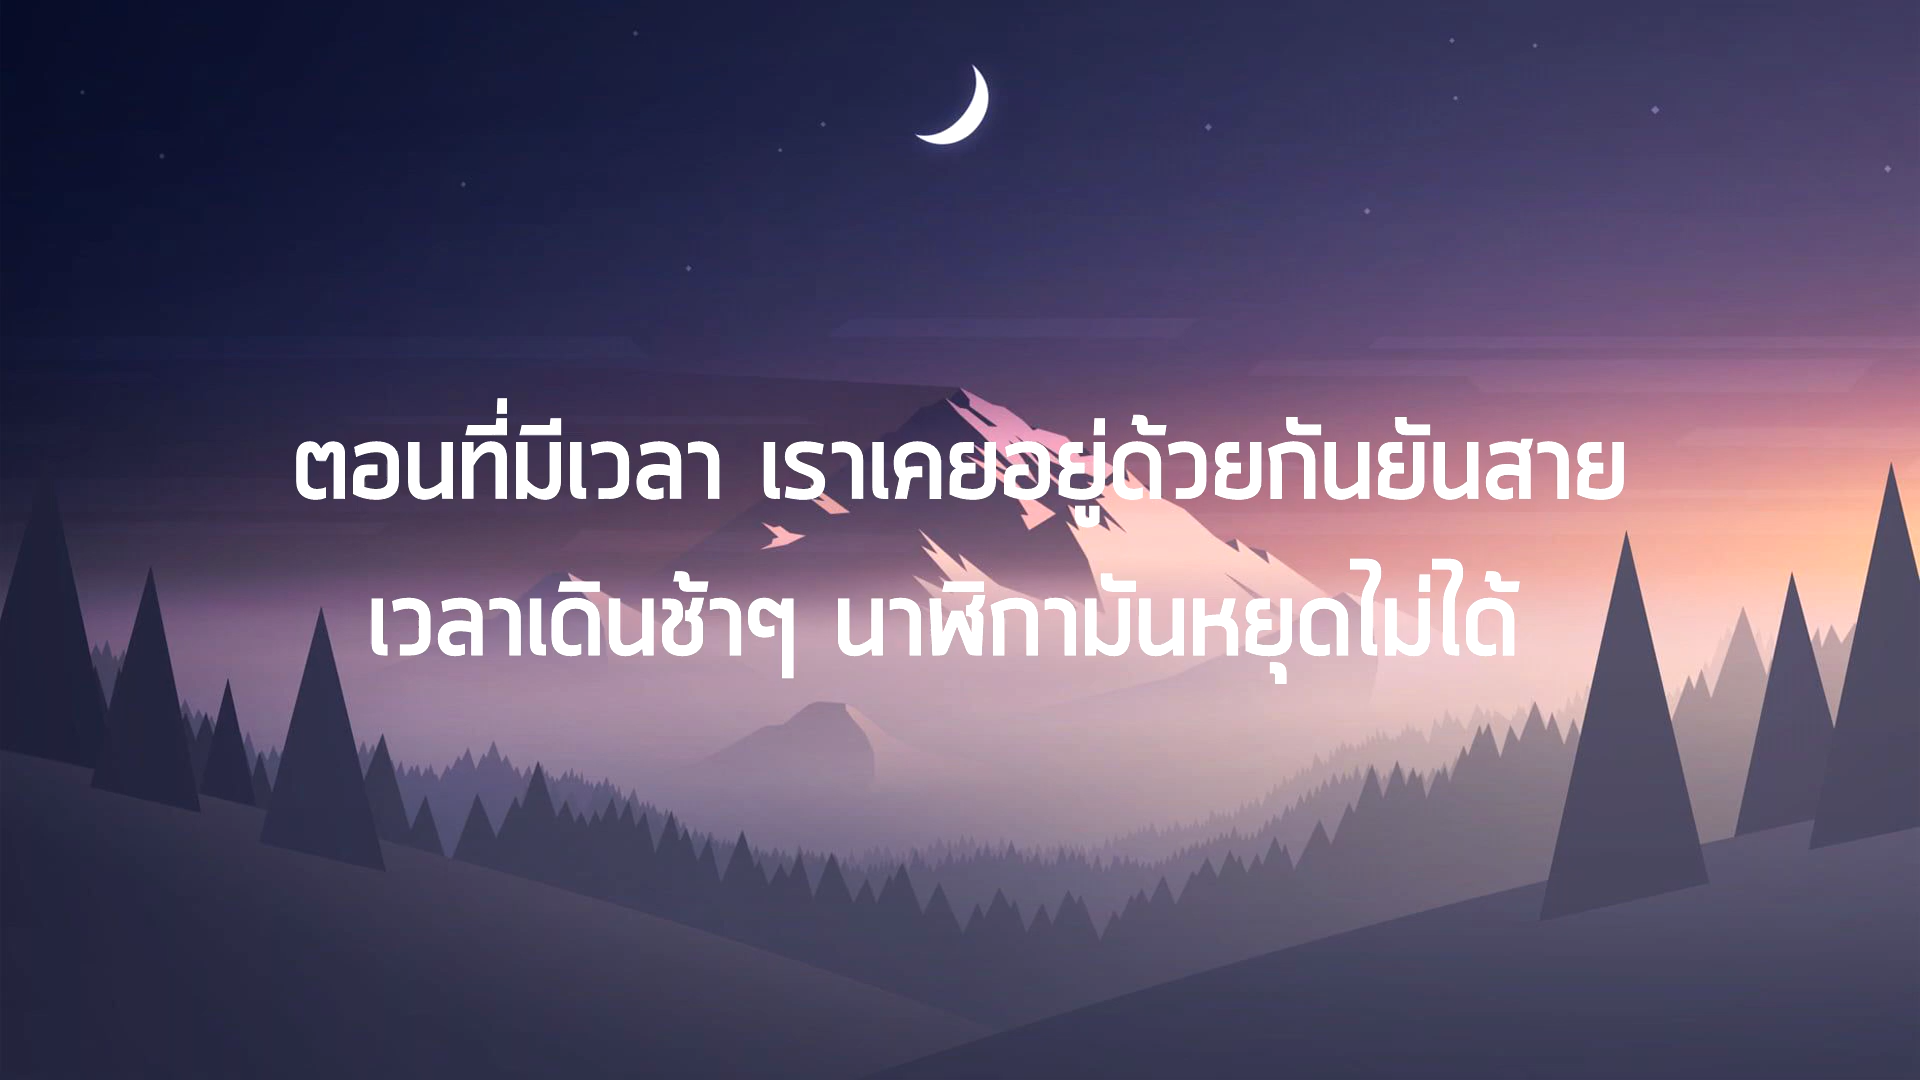 ตอนที่มีเวลา เราเคยอยู่ด้วยกันยันสาย
เวลาเดินช้าๆ นาฬิกามันหยุดไม่ได้